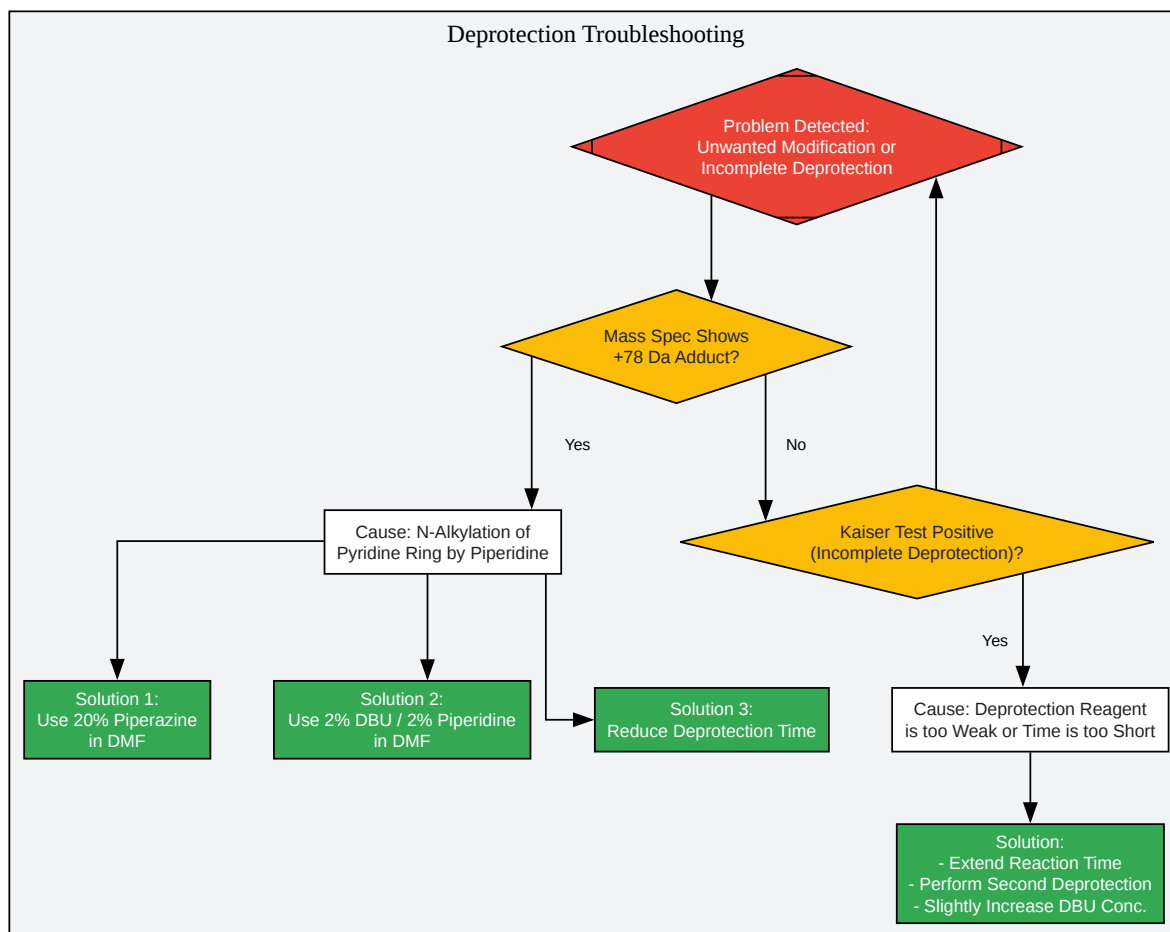 Deprotection Troubleshooting
Problem Detected:
Unwanted Modification or
Incomplete Deprotection
Mass Spec Shows
+78 Da Adduct?
Yes
No
Cause: N-Alkylation of
Pyridine Ring by Piperidine
Kaiser Test Positive
(Incomplete Deprotection)?
Yes
Solution 1:
Use 20% Piperazine
in DMF
Solution 2:
Use 2% DBU / 2% Piperidine
in DMF
Solution 3:
Reduce Deprotection Time
Cause: Deprotection Reagent
is too Weak or Time is too Short
Solution:
- Extend Reaction Time
- Perform Second Deprotection
- Slightly Increase DBU Conc.